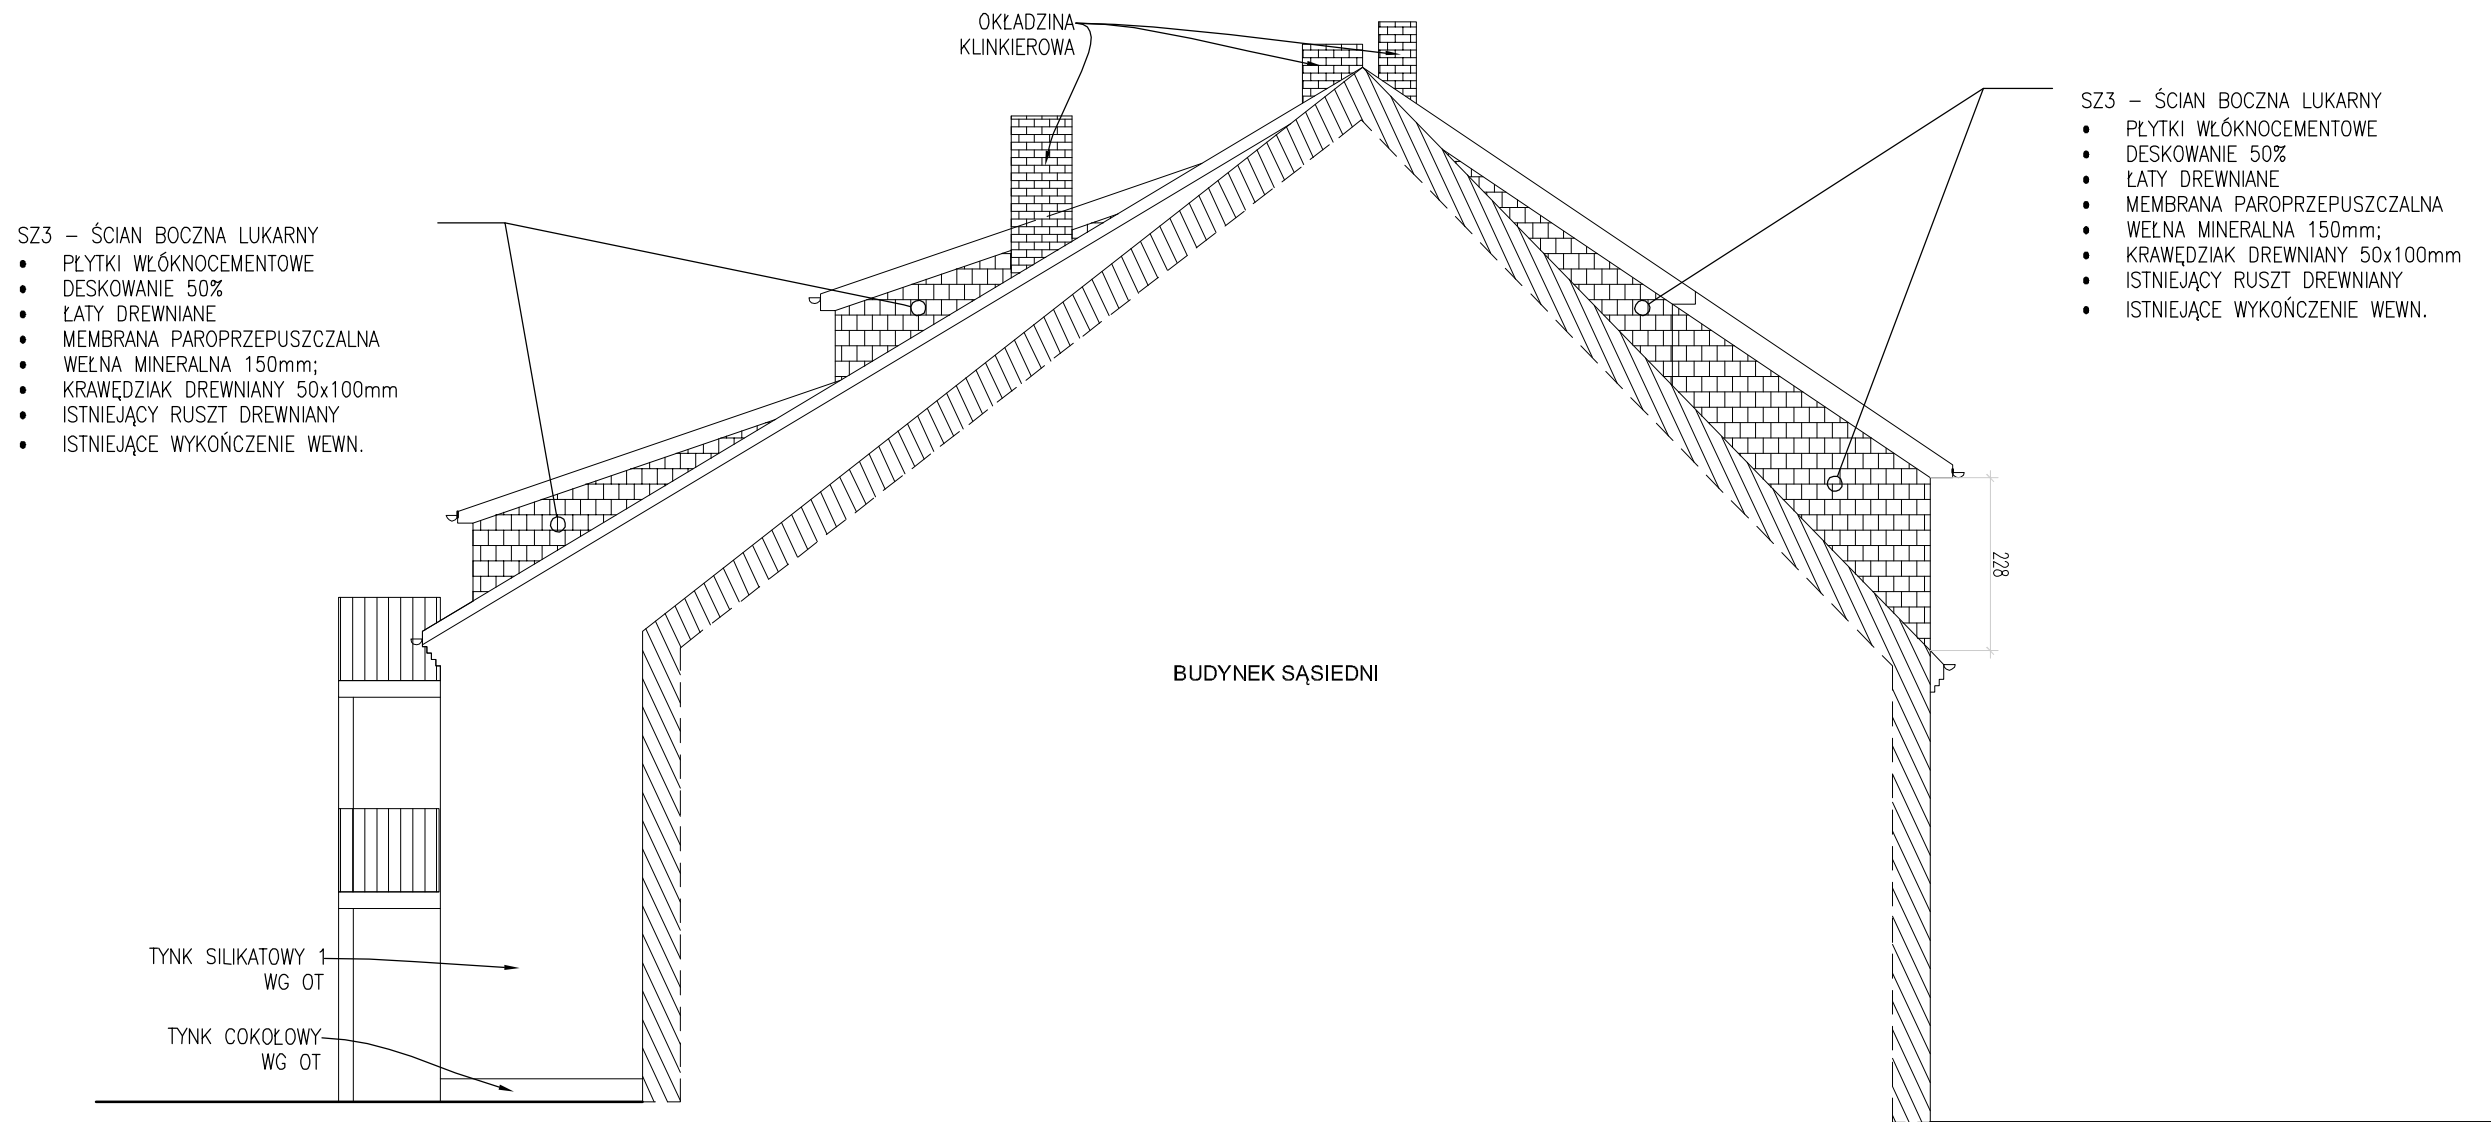 OKŁADZINA
KLINKIEROWA
SZ3 – ŚCIAN BOCZNA LUKARNY
• PŁYTKI WŁÓKNOCEMENTOWE
• DESKOWANIE 50%
• ŁATY DREWNIANE
• MEMBRANA PAROPRZEPUSZCZALNA
• WEŁNA MINERALNA 150mm;
• KRAWĘDZIAK DREWNIANY 50x100mm
• ISTNIEJĄCY RUSZT DREWNIANY
• ISTNIEJĄCE WYKOŃCZENIE WEWN.
SZ3 – ŚCIAN BOCZNA LUKARNY
• PŁYTKI WŁÓKNOCEMENTOWE
• DESKOWANIE 50%
• ŁATY DREWNIANE
• MEMBRANA PAROPRZEPUSZCZALNA
• WEŁNA MINERALNA 150mm;
• KRAWĘDZIAK DREWNIANY 50x100mm
• ISTNIEJĄCY RUSZT DREWNIANY
• ISTNIEJĄCE WYKOŃCZENIE WEWN.
228
BUDYNEK SĄSIEDNI
TYNK SILIKATOWY 1
WG OT
TYNK COKOŁOWY
WG OT